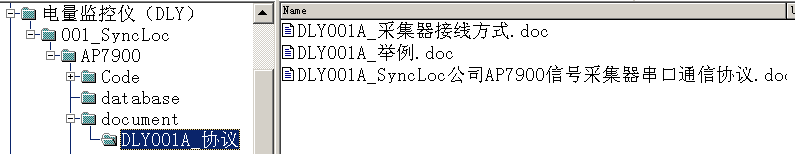 电量监控仪（DLY）
001_SyncLoc
AP7900
Code
database
document
DLY001A_协议
Name
DLY001A_采集器接线方式.doc
DLY001A_举例.doc
DLY001A_SyncLoc公司AP7900信号采集器串口通信协议.doc